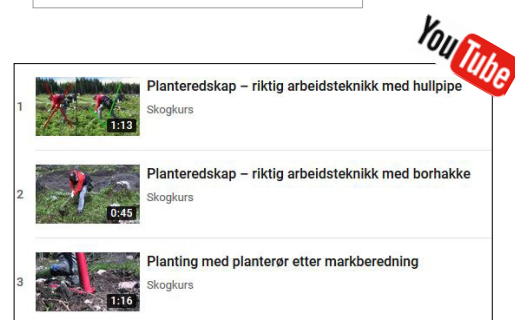 You Tube
1
Planteredskap – riktig arbeidsteknikk med hullpipe
Skogkurs
1:13
2
Planteredskap – riktig arbeidsteknikk med borhakke
Skogkurs
0:45
3
Planting med planterør etter markberedning
Skogkurs
1:16